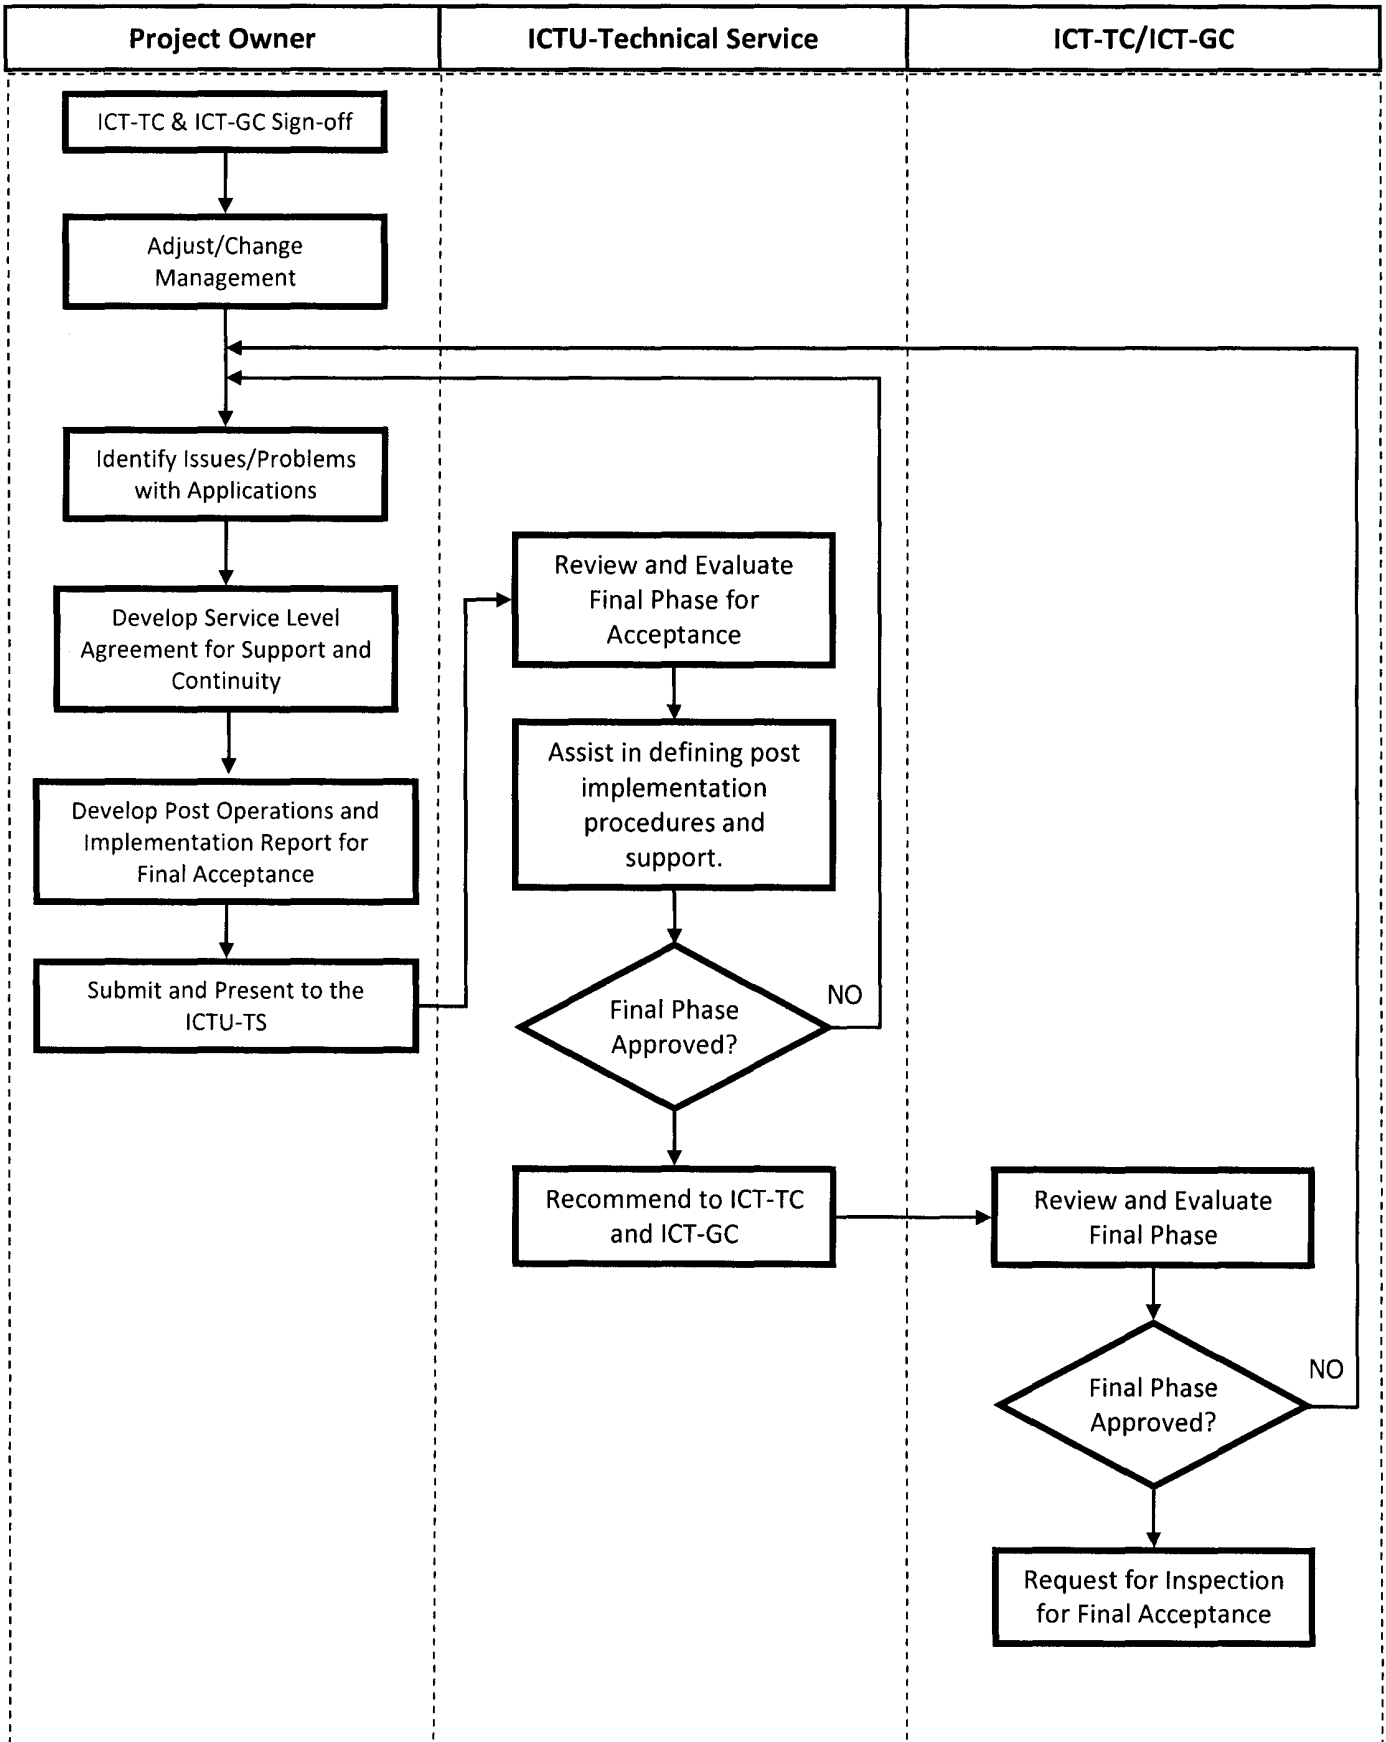 Project Owner
ICTU-Technical Service
ICT-TC/ICT-GC
ICT-TC & ICT-GC Sign-off
Adjust/Change
Management
Identify Issues/Problems
with Applications
Develop Service Level
Agreement for Support and
Continuity
Develop Post Operations and
Implementation Report for
Final Acceptance
Submit and Present to the
ICTU-TS
Review and Evaluate
Final Phase for
Acceptance
Assist in defining post
implementation
procedures and
support.
Final Phase
Approved?
NO
Recommend to ICT-TC
and ICT-GC
Review and Evaluate
Final Phase
Final Phase
Approved?
NO
Request for Inspection
for Final Acceptance